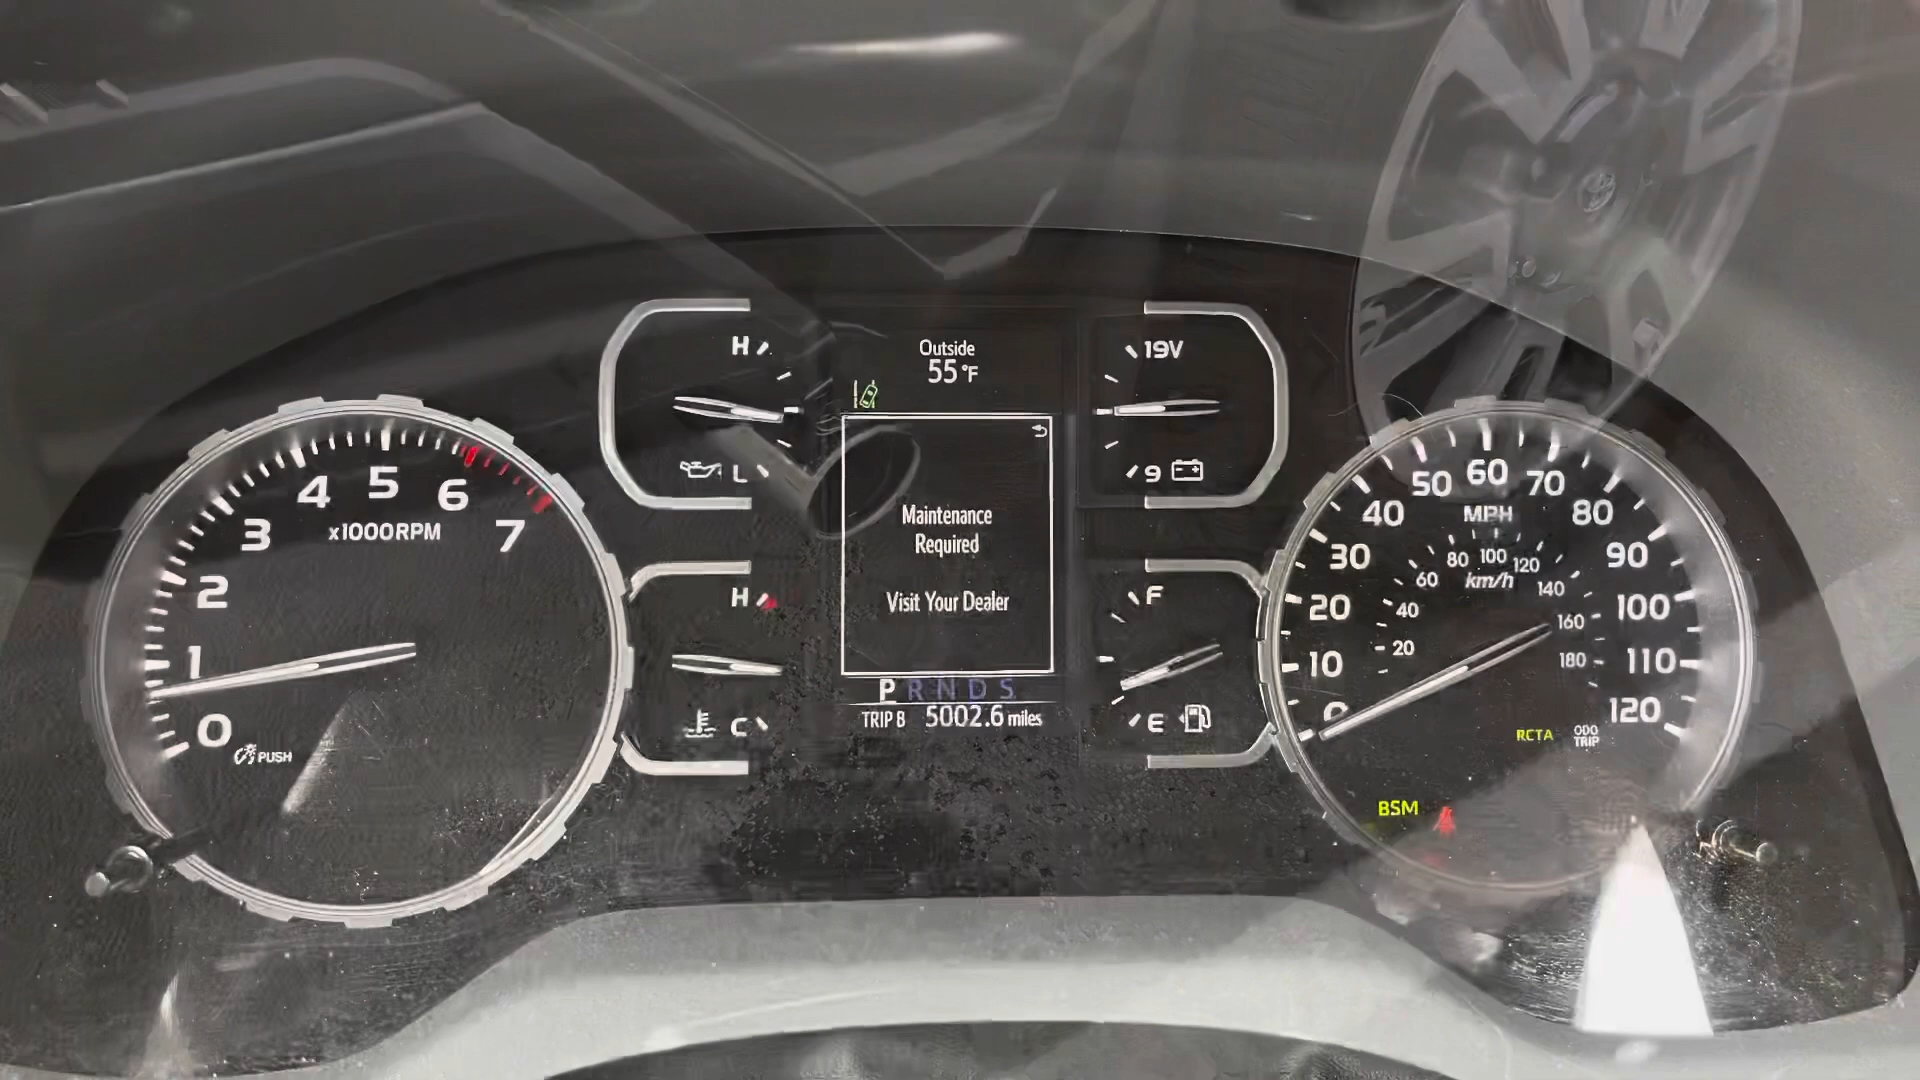 Outside
55°F
H
L
19V
9
Maintenance
Required
Visit Your Dealer
P R N D S
TRIP B 5002.6 miles
H
C
F
E
0
1
2
3
4
5
6
7
x1000RPM
PUSH
0
10
20
30
40
50
60
70
80
90
100
110
120
MPH
20
40
60
80
100
120
140
160
180
km/h
RCTA
ODO
TRIP
BSM